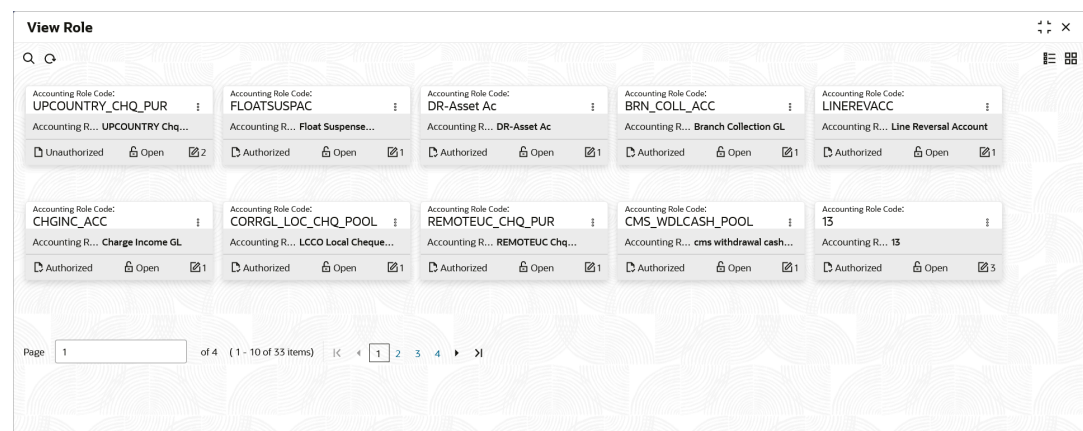 View Role
Accounting Role Code:
UPCOUNTRY_CHQ_PUR
Accounting R... UPCOUNTRY Chq...
Unauthorized Open 2
Accounting Role Code:
FLOATSUSPAC
Accounting R... Float Suspense...
Authorized Open 1
Accounting Role Code:
DR-Asset Ac
Accounting R... DR-Asset Ac
Authorized Open 1
Accounting Role Code:
BRN_COLL_ACC
Accounting R... Branch Collection GL
Authorized Open 1
Accounting Role Code:
LINEREVACC
Accounting R... Line Reversal Account
Authorized Open 1
Accounting Role Code:
CHGINC_ACC
Accounting R... Charge Income GL
Authorized Open 1
Accounting Role Code:
CORRGL_LOC_CHQ_POOL
Accounting R... LCCO Local Cheque...
Authorized Open 1
Accounting Role Code:
REMOTEUC_CHQ_PUR
Accounting R... REMOTEUC Chq...
Authorized Open 1
Accounting Role Code:
CMS_WDLCASH_POOL
Accounting R... cms withdrawal cash...
Authorized Open 1
Accounting Role Code:
13
Accounting R... 13
Authorized Open 3
Page 1 of 4 ( 1 - 10 of 33 items) 1 2 3 4